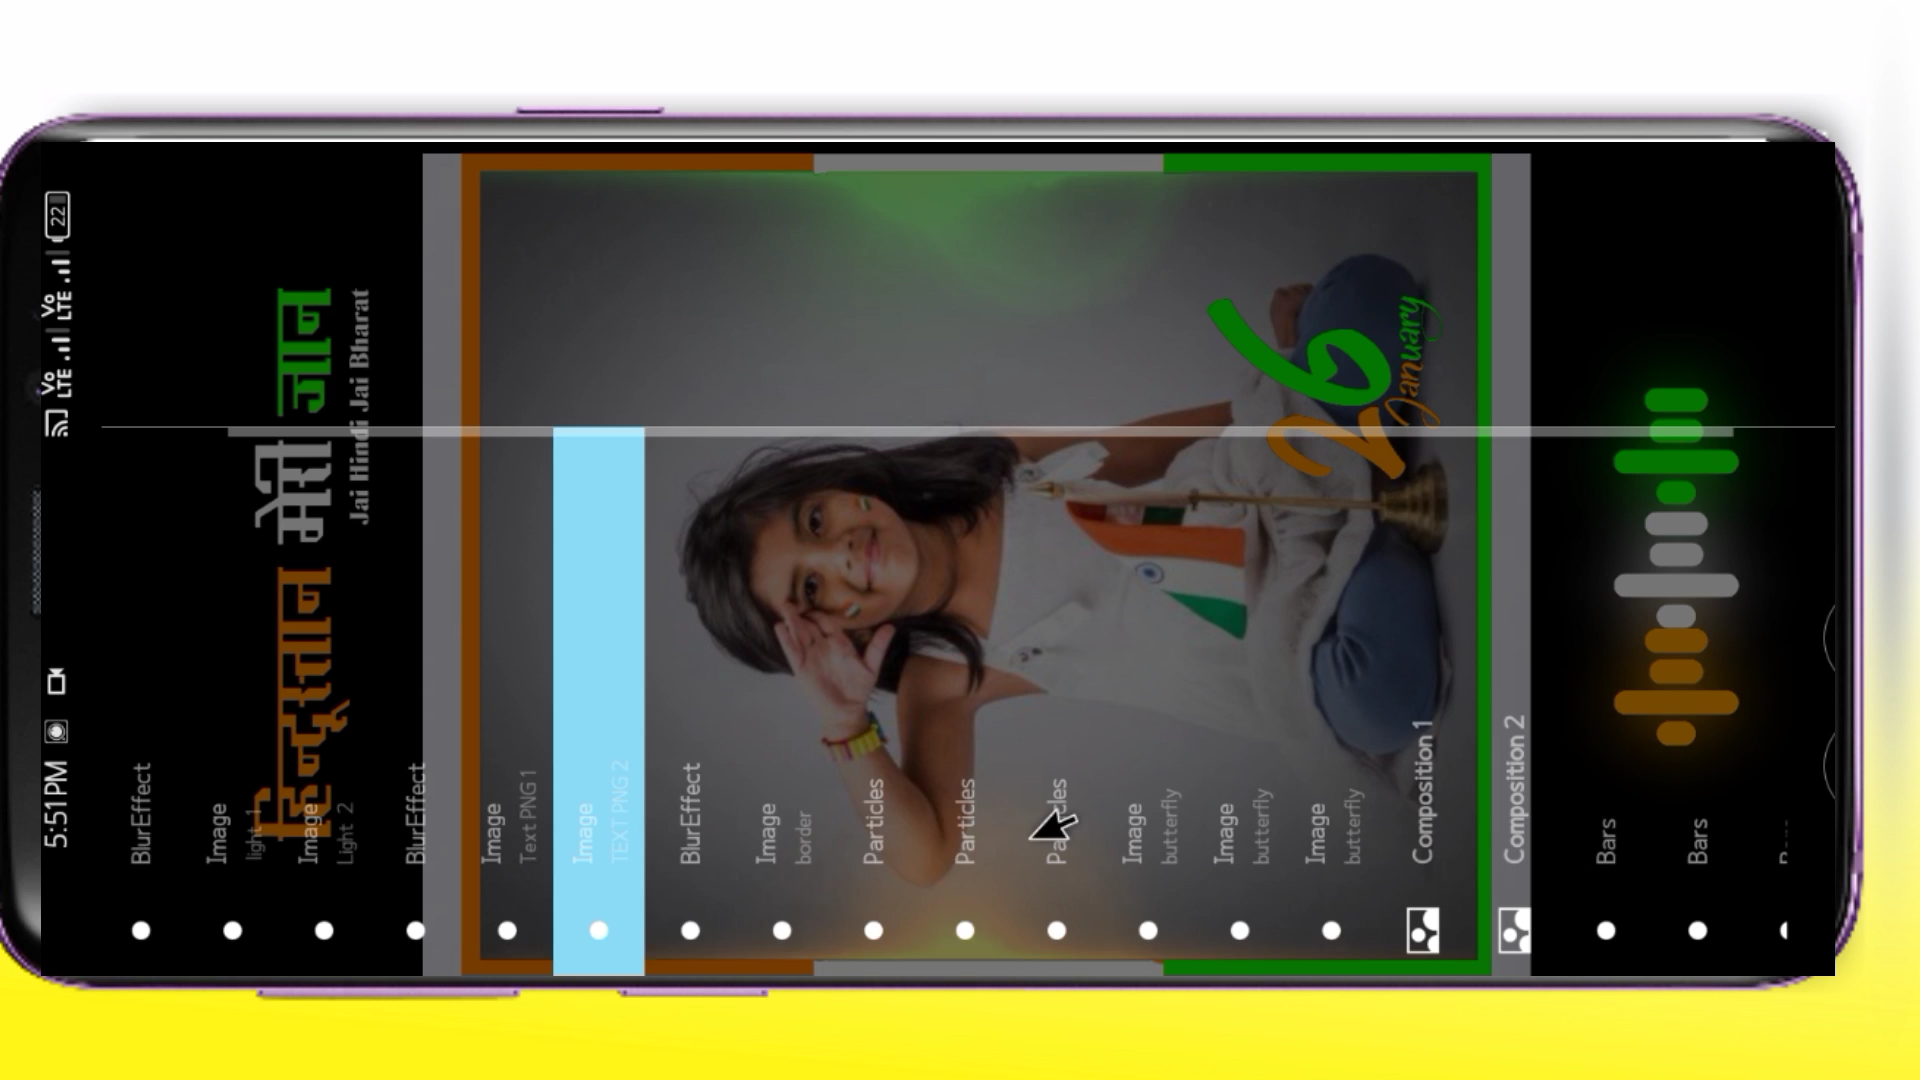 5:51PM
Vo LTE Vo LTE 22
BlurEffect
Image
light 1
Image
Light 2
BlurEffect
Image
Text PNG 1
Image
TEXT PNG 2
BlurEffect
Image
border
Particles
Particles
Particles
Image
butterfly
Image
butterfly
Image
butterfly
Composition 1
Composition 2
Bars
Bars
हिन्दूस्तान मेरी जान
Jai Hindi Jai Bharat
26
January